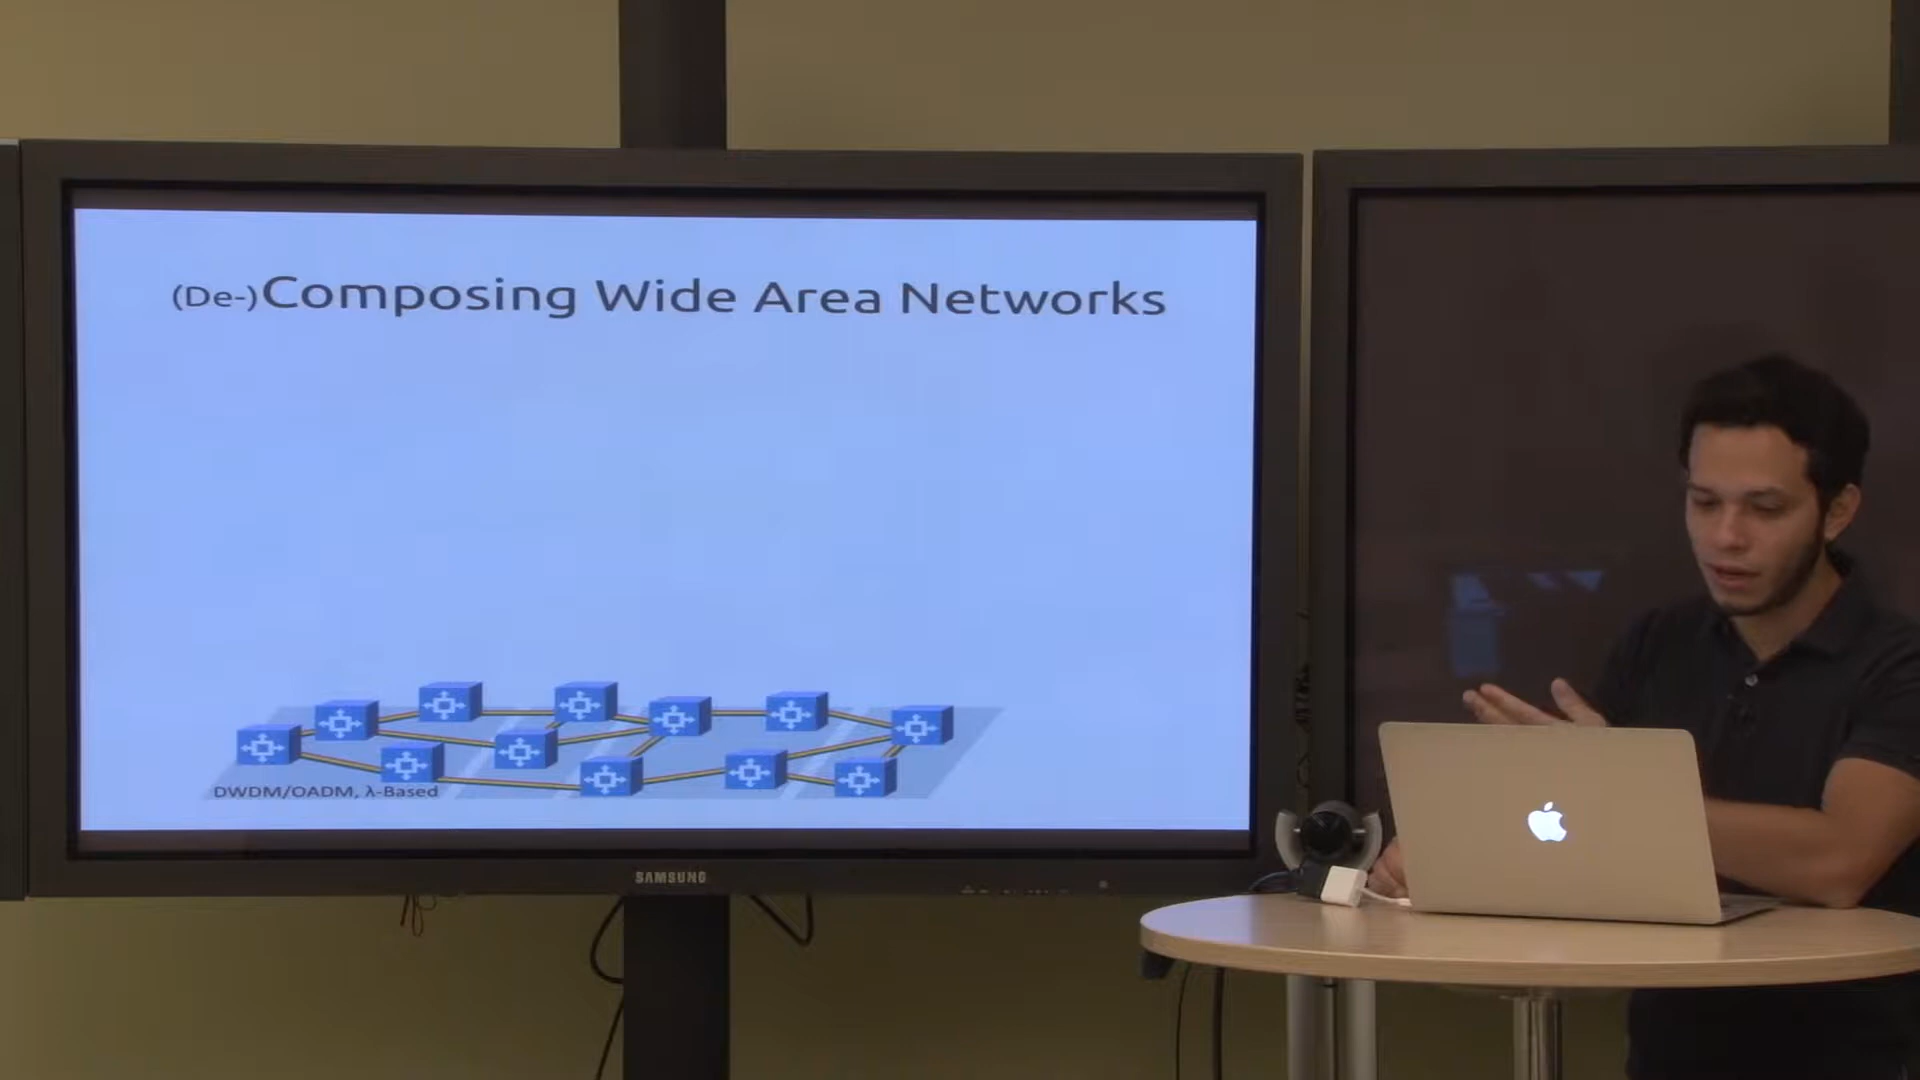 (De-)Composing Wide Area Networks
DWDM/OADM, λ-Based
SAMSUNG